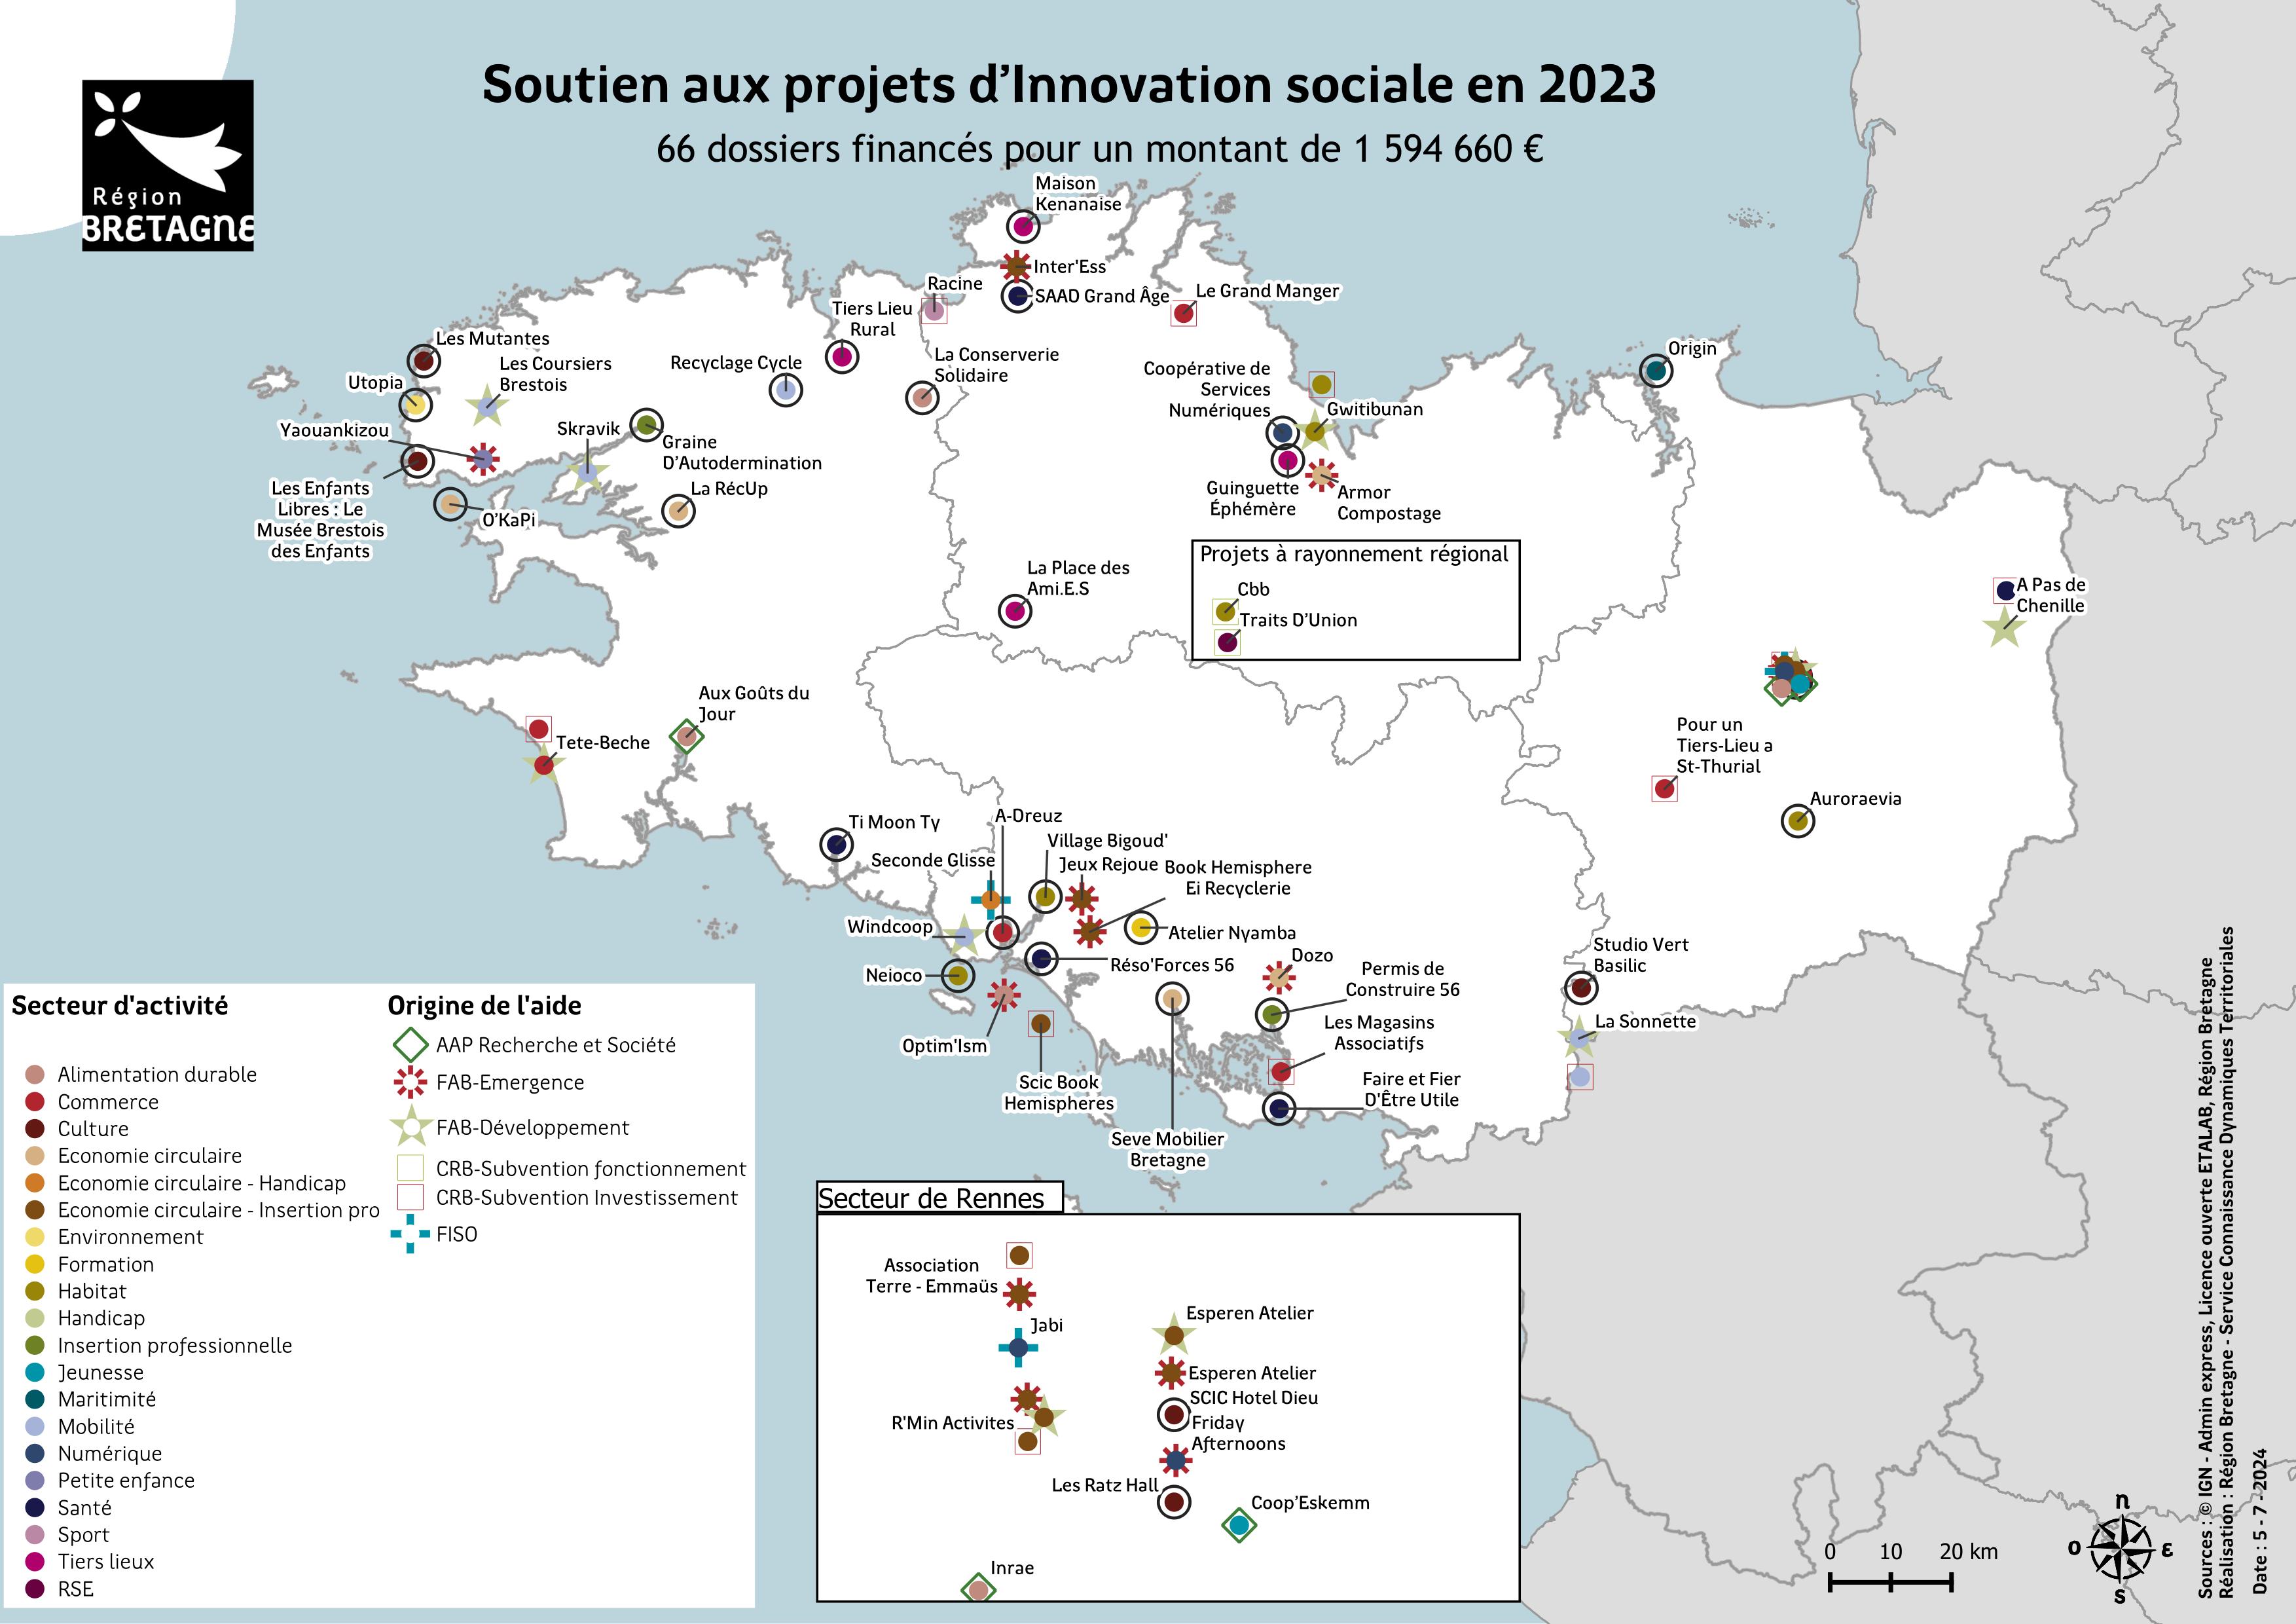 Soutien aux projets d’Innovation sociale en 2023
66 dossiers financés pour un montant de 1 594 660 €
Région
BRETAGNE
Maison
Kenanaise
Inter'Ess
SAAD Grand Âge
Racine
Le Grand Manger
Tiers Lieu
Rural
Les Mutantes
Les Coursiers
Brestois
Utopia
Recyclage Cycle
La Conserverie
Solidaire
Coopérative de
Services
Numériques
Gwitibunan
Origin
Yaouankizou
Skravik
Graine
D’Autodermination
La RécUp
Les Enfants
Libres : Le
Musée Brestois
des Enfants
O’KaPi
Guinguette
Éphémère
Armor
Compostage
Projets à rayonnement régional
Cbb
Traits D’Union
La Place des
Ami.E.S
A Pas de
Chenille
Aux Goûts du
Jour
Tete-Beche
Pour un
Tiers-Lieu a
St-Thurial
Auroraevia
Ti Moon Ty
A-Dreuz
Village Bigoud'
Seconde Glisse
Jeux Rejoue
Book Hemisphere
Ei Recyclerie
Windcoop
Atelier Nyamba
Neioco
Réso'Forces 56
Dozo
Permis de
Construire 56
Studio Vert
Basilic
Optim'Ism
Les Magasins
Associatifs
La Sonnette
Scic Book
Hemispheres
Faire et Fier
D'Être Utile
Seve Mobilier
Bretagne
Secteur d'activité
Alimentation durable
Commerce
Culture
Economie circulaire
Economie circulaire - Handicap
Economie circulaire - Insertion pro
Environnement
Formation
Habitat
Handicap
Insertion professionnelle
Jeunesse
Maritimité
Mobilité
Numérique
Petite enfance
Santé
Sport
Tiers lieux
RSE
Origine de l'aide
AAP Recherche et Société
FAB-Emergence
FAB-Développement
CRB-Subvention fonctionnement
CRB-Subvention Investissement
FISO
Secteur de Rennes
Association
Terre - Emmaüs
Jabi
Esperen Atelier
Esperen Atelier
SCIC Hotel Dieu
R'Min Activites
Friday
Afternoons
Les Ratz Hall
Coop’Eskemm
Inrae
0 10 20 km
n
o
ε
s
Sources : © IGN - Admin express, Licence ouverte ETALAB, Région Bretagne
Réalisation : Région Bretagne - Service Connaissance Dynamiques Territoriales
Date : 5 - 7 -2024